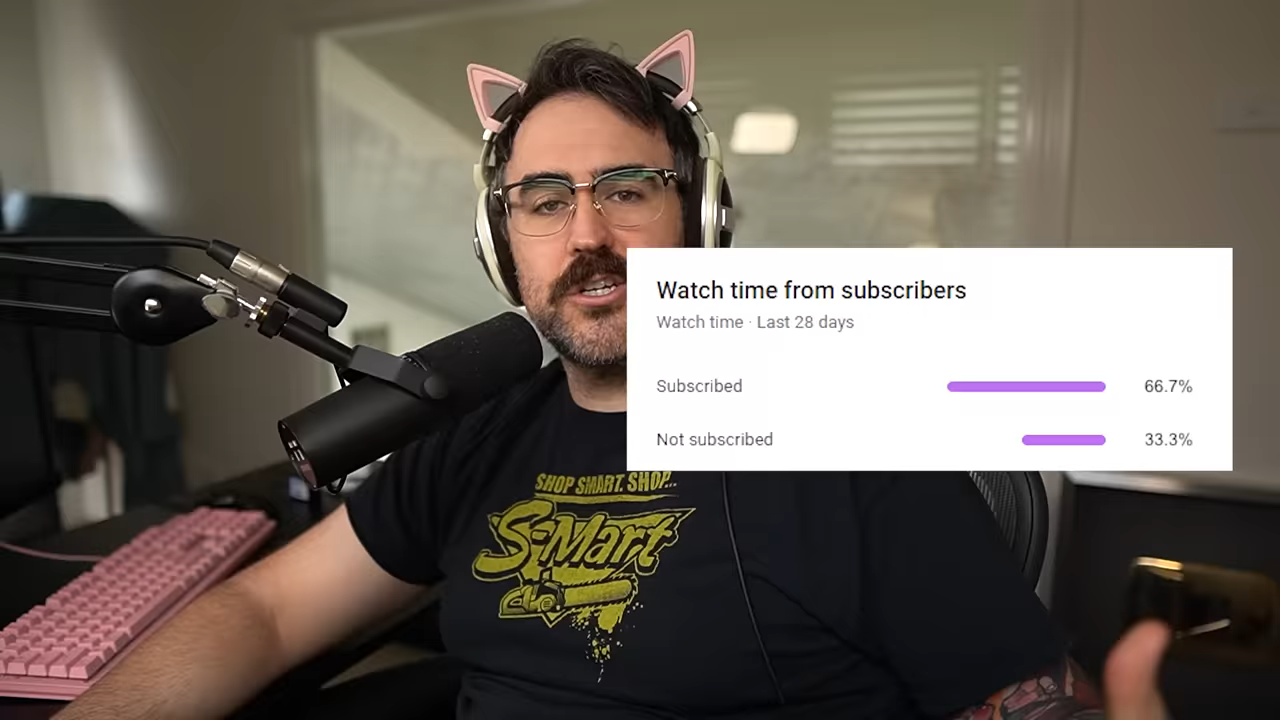 Watch time from subscribers
Watch time · Last 28 days
Subscribed 66.7%
Not subscribed 33.3%
SHOP SMART. SHOP...
S-Mart